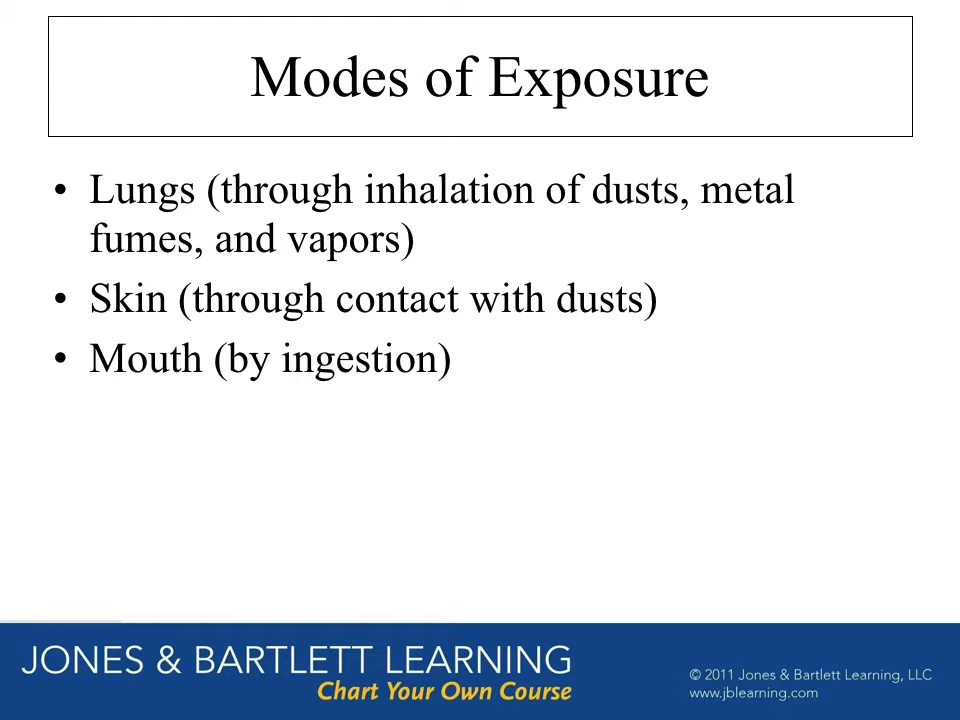 Modes of Exposure
• Lungs (through inhalation of dusts, metal
fumes, and vapors)
• Skin (through contact with dusts)
• Mouth (by ingestion)
JONES & BARTLETT LEARNING
Chart Your Own Course
© 2011 Jones & Bartlett Learning, LLC
www.jblearning.com